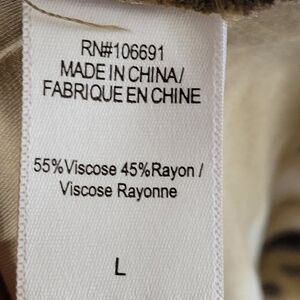 RN#106691
MADE IN CHINA/
FABRIQUE EN CHINE
55%Viscose 45%Rayon /
Viscose Rayonne
L